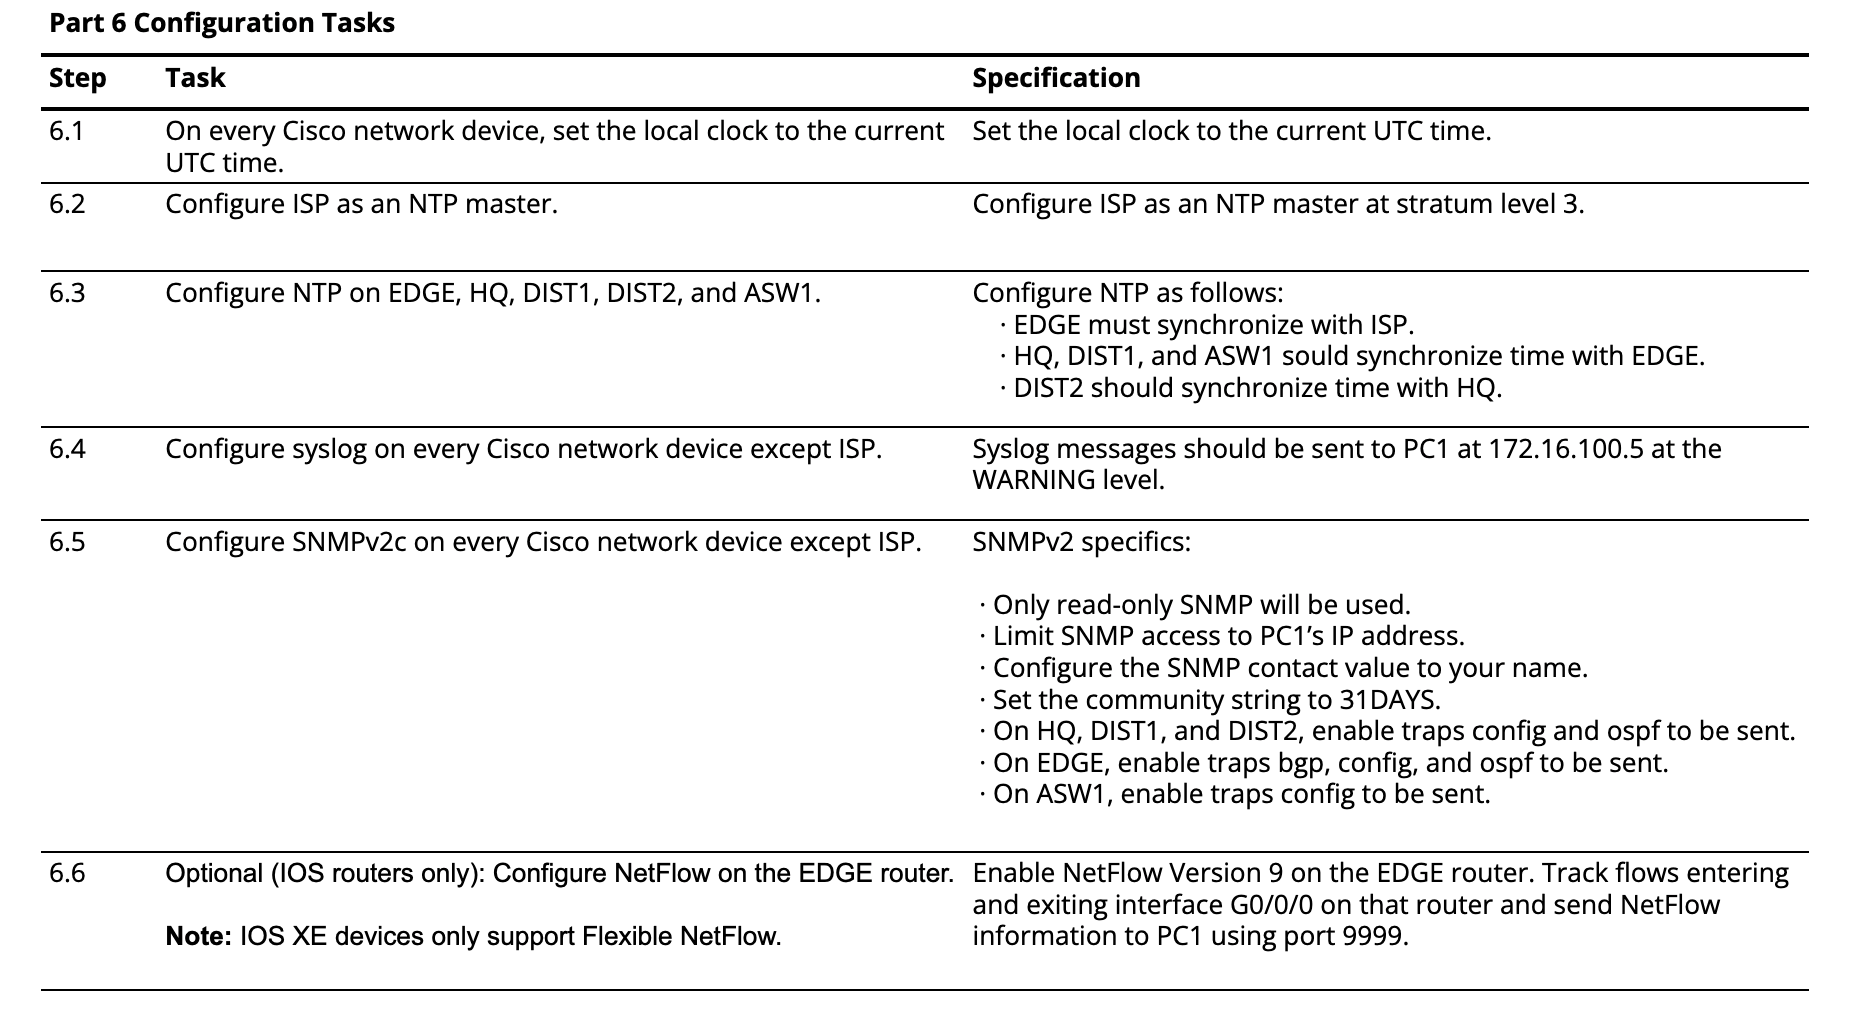 Part 6 Configuration Tasks
Step Task Specification
6.1 On every Cisco network device, set the local clock to the current Set the local clock to the current UTC time.
UTC time.
6.2 Configure ISP as an NTP master. Configure ISP as an NTP master at stratum level 3.
6.3 Configure NTP on EDGE, HQ, DIST1, DIST2, and ASW1. Configure NTP as follows:
· EDGE must synchronize with ISP.
· HQ, DIST1, and ASW1 sould synchronize time with EDGE.
· DIST2 should synchronize time with HQ.
6.4 Configure syslog on every Cisco network device except ISP. Syslog messages should be sent to PC1 at 172.16.100.5 at the
WARNING level.
6.5 Configure SNMPv2c on every Cisco network device except ISP. SNMPv2 specifics:
· Only read-only SNMP will be used.
· Limit SNMP access to PC1’s IP address.
· Configure the SNMP contact value to your name.
· Set the community string to 31DAYS.
· On HQ, DIST1, and DIST2, enable traps config and ospf to be sent.
· On EDGE, enable traps bgp, config, and ospf to be sent.
· On ASW1, enable traps config to be sent.
6.6 Optional (IOS routers only): Configure NetFlow on the EDGE router. Enable NetFlow Version 9 on the EDGE router. Track flows entering
and exiting interface G0/0/0 on that router and send NetFlow
Note: IOS XE devices only support Flexible NetFlow. information to PC1 using port 9999.